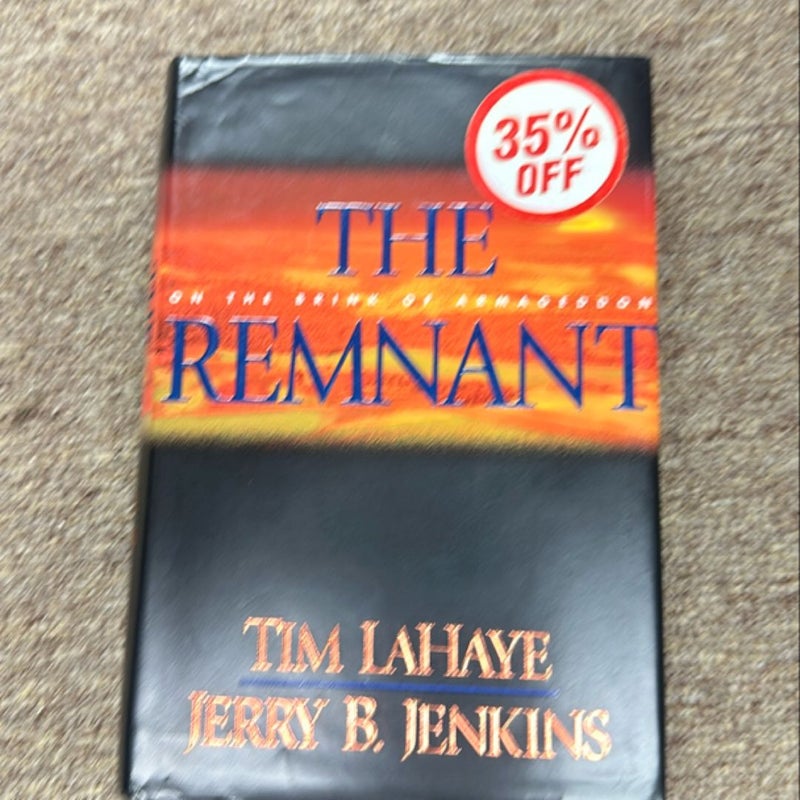 35%
OFF
THE
ON THE BRINK OF ARMAGEDDON
REMNANT
TIM LAHAYE
JERRY B. JENKINS